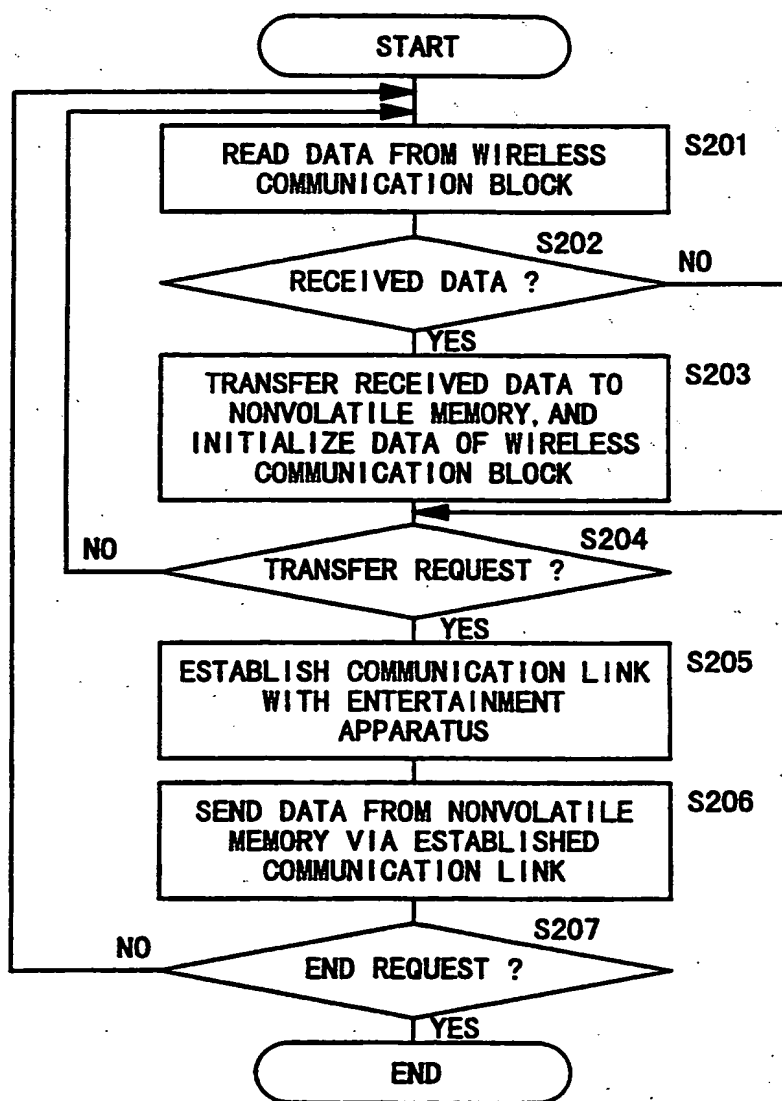 START
READ DATA FROM WIRELESS
COMMUNICATION BLOCK
S201
S202
RECEIVED DATA ?
NO
YES
TRANSFER RECEIVED DATA TO
NONVOLATILE MEMORY, AND
INITIALIZE DATA OF WIRELESS
COMMUNICATION BLOCK
S203
S204
NO
TRANSFER REQUEST ?
YES
ESTABLISH COMMUNICATION LINK
WITH ENTERTAINMENT
APPARATUS
S205
SEND DATA FROM NONVOLATILE
MEMORY VIA ESTABLISHED
COMMUNICATION LINK
S206
S207
NO
END REQUEST ?
YES
END